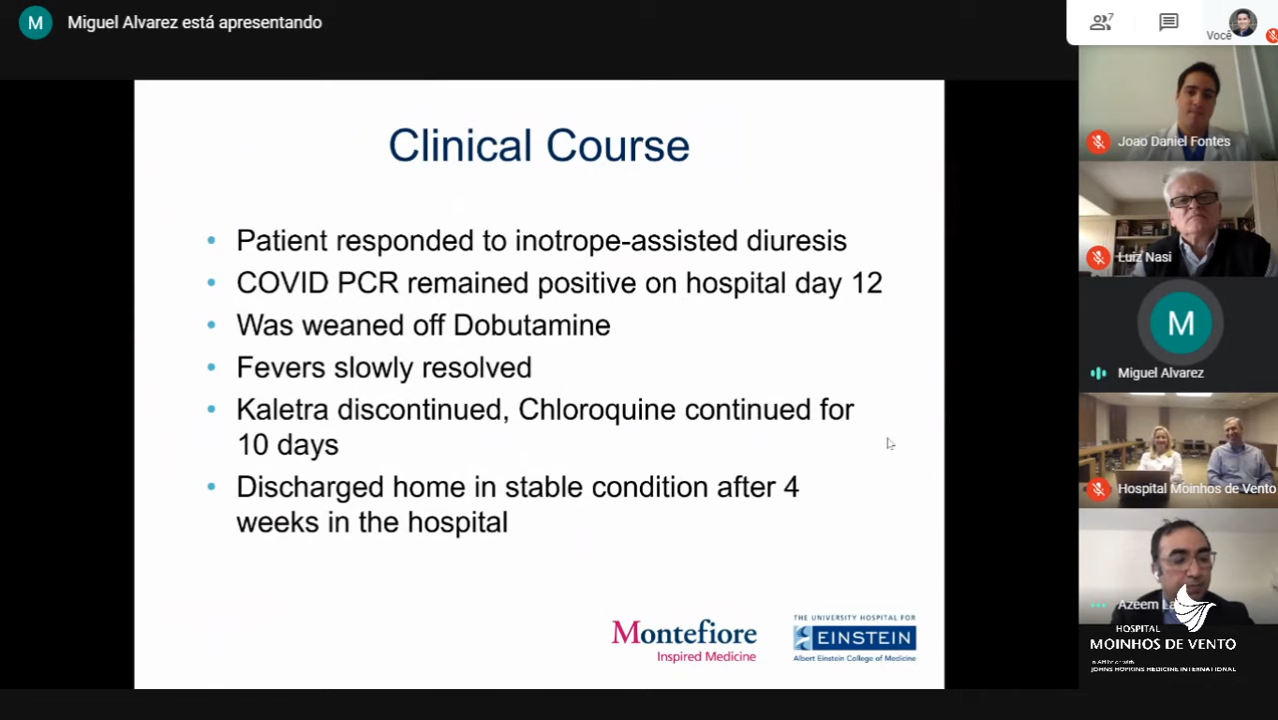 M Miguel Alvarez está apresentando
7
Você
Clinical Course
• Patient responded to inotrope-assisted diuresis
• COVID PCR remained positive on hospital day 12
• Was weaned off Dobutamine
• Fevers slowly resolved
• Kaletra discontinued, Chloroquine continued for
10 days
• Discharged home in stable condition after 4
weeks in the hospital
Montefiore
Inspired Medicine
THE UNIVERSITY HOSPITAL FOR
EINSTEIN
Albert Einstein College of Medicine
Joao Daniel Fontes
Luiz Nasi
M
Miguel Alvarez
Hospital Moinhos de Vento
Azeem La
HOSPITAL
MOINHOS DE VENTO
JOHNS HOPKINS MEDICINE INTERNATIONAL